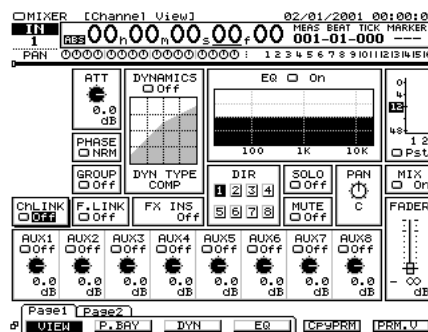 MIXER [Channel View] 02/01/2001 00:00:0
IN 1 ABS 00h00m00s00f00 MEAS BEAT TICK MARKER
001-01-000 ---
PAN 1 2 3 4 5 6 7 8 9 10 11 12 13 14 15 16
ATT 0.0 dB
DYNAMICS Off
EQ On
0 12 48
100 1K 10K
1 2
Pst
PHASE NRM
GROUP Off
DYN TYPE COMP
DIR
1 2 3 4
5 6 7 8
SOLO Off
PAN C
MIX On
ChLINK Off
F.LINK Off
FX INS Off
MUTE Off
FADER
AUX1 AUX2 AUX3 AUX4 AUX5 AUX6 AUX7 AUX8
Off Off Off Off Off Off Off Off
0.0 0.0 0.0 0.0 0.0 0.0 0.0 0.0 - ∞
dB dB dB dB dB dB dB dB dB
Page1 Page2
VIEW P.BAY DYN EQ CPyPRM PRM.V